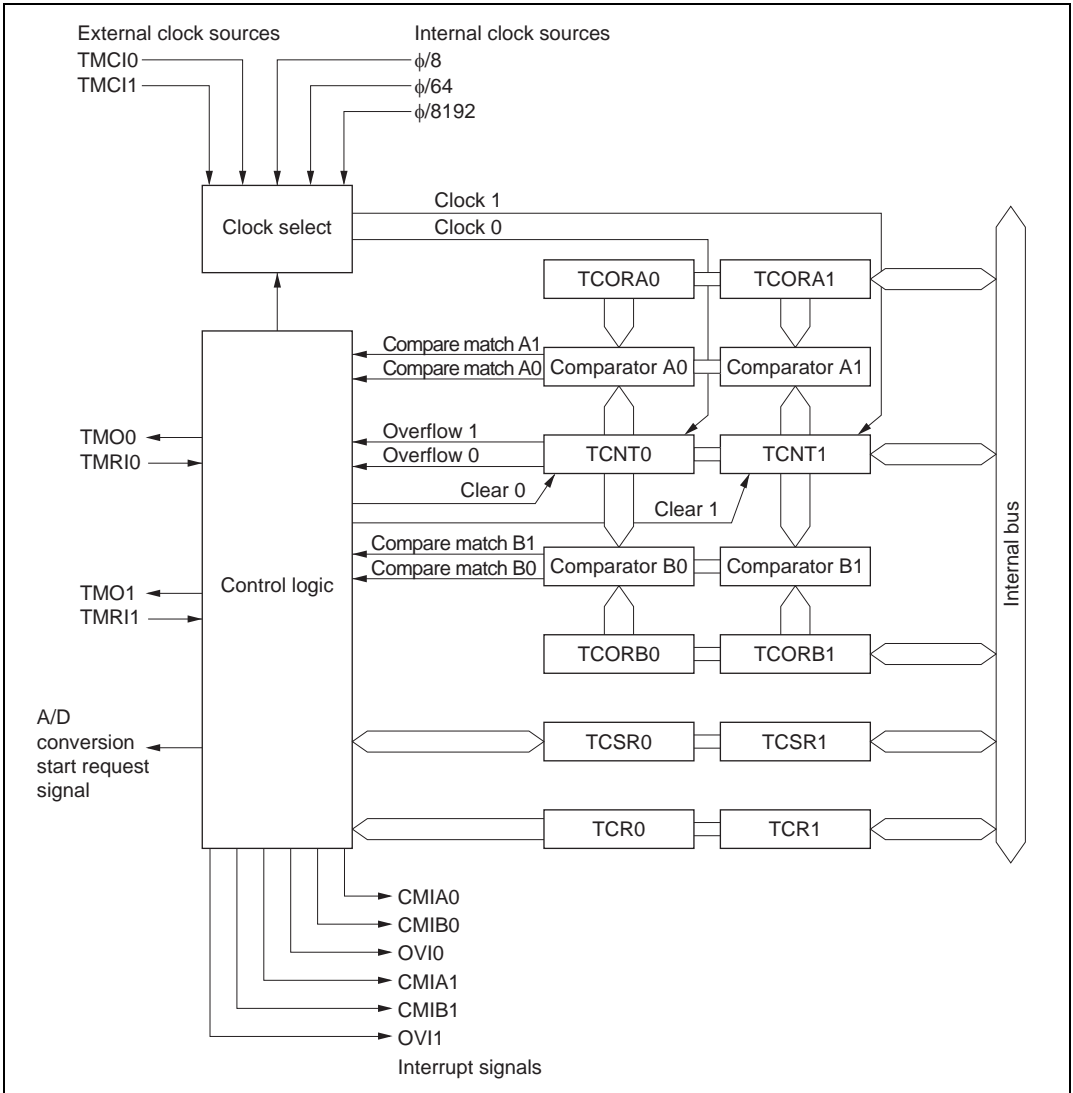 External clock sources
Internal clock sources
TMCI0
TMCI1
ϕ/8
ϕ/64
ϕ/8192
Clock select
Clock 1
Clock 0
TCORA0
TCORA1
Compare match A1
Compare match A0
Comparator A0
Comparator A1
TMO0
TMRI0
Overflow 1
Overflow 0
TCNT0
TCNT1
Clear 0
Clear 1
Internal bus
Compare match B1
Compare match B0
Comparator B0
Comparator B1
Control logic
TMO1
TMRI1
TCORB0
TCORB1
A/D
conversion
start request
signal
TCSR0
TCSR1
TCR0
TCR1
CMIA0
CMIB0
OVI0
CMIA1
CMIB1
OVI1
Interrupt signals